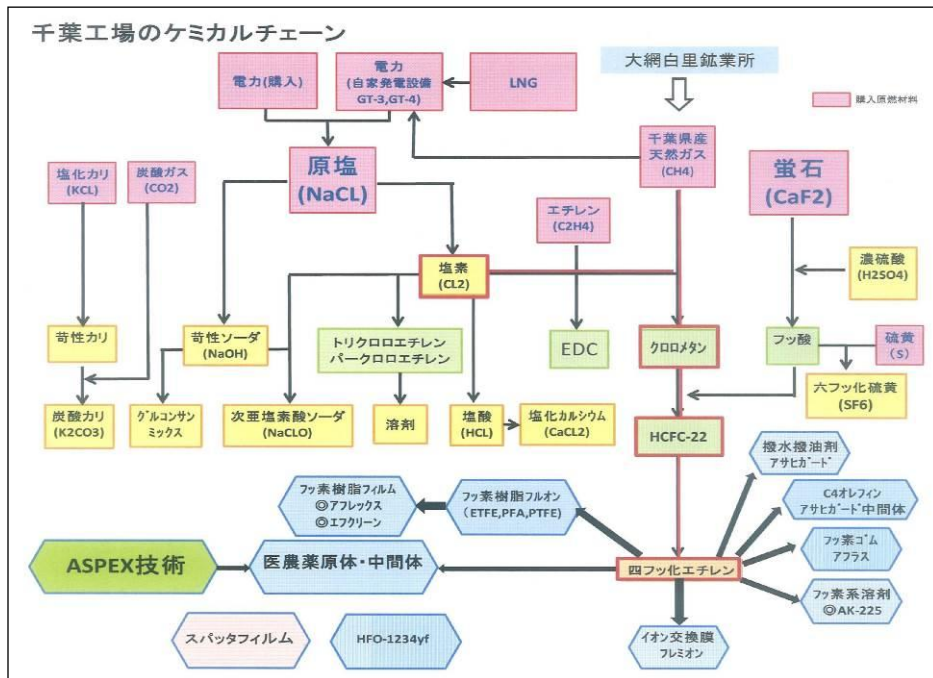 千葉工場のケミカルチェーン
大網白里鉱業所
電力(購入)
電力
(自家発電設備
GT-3,GT-4)
LNG
購入原燃材料
塩化カリ
(KCL)
炭酸ガス
(CO2)
原塩
(NaCL)
千葉県産
天然ガス
(CH4)
蛍石
(CaF2)
エチレン
(C2H4)
塩素
(CL2)
濃硫酸
(H2SO4)
苛性カリ
苛性ソーダ
(NaOH)
トリクロロエチレン
パークロロエチレン
EDC
クロロメタン
フッ酸
硫黄
(S)
炭酸カリ
(K2CO3)
グルコンサン
ミックス
次亜塩素酸ソーダ
(NaCLO)
溶剤
塩酸
(HCL)
塩化カルシウム
(CaCL2)
HCFC-22
六フッ化硫黄
(SF6)
撥水撥油剤
アサヒガード
フッ素樹脂フィルム
◎アフレックス
◎エフクリーン
フッ素樹脂フルオン
(ETFE,PFA,PTFE)
C4オレフィン
アサヒガード中間体
フッ素ゴム
アフラス
ASPEX技術
医農薬原体・中間体
四フッ化エチレン
フッ素系溶剤
◎AK-225
スパッタフィルム
HFO-1234yf
イオン交換膜
フレミオン